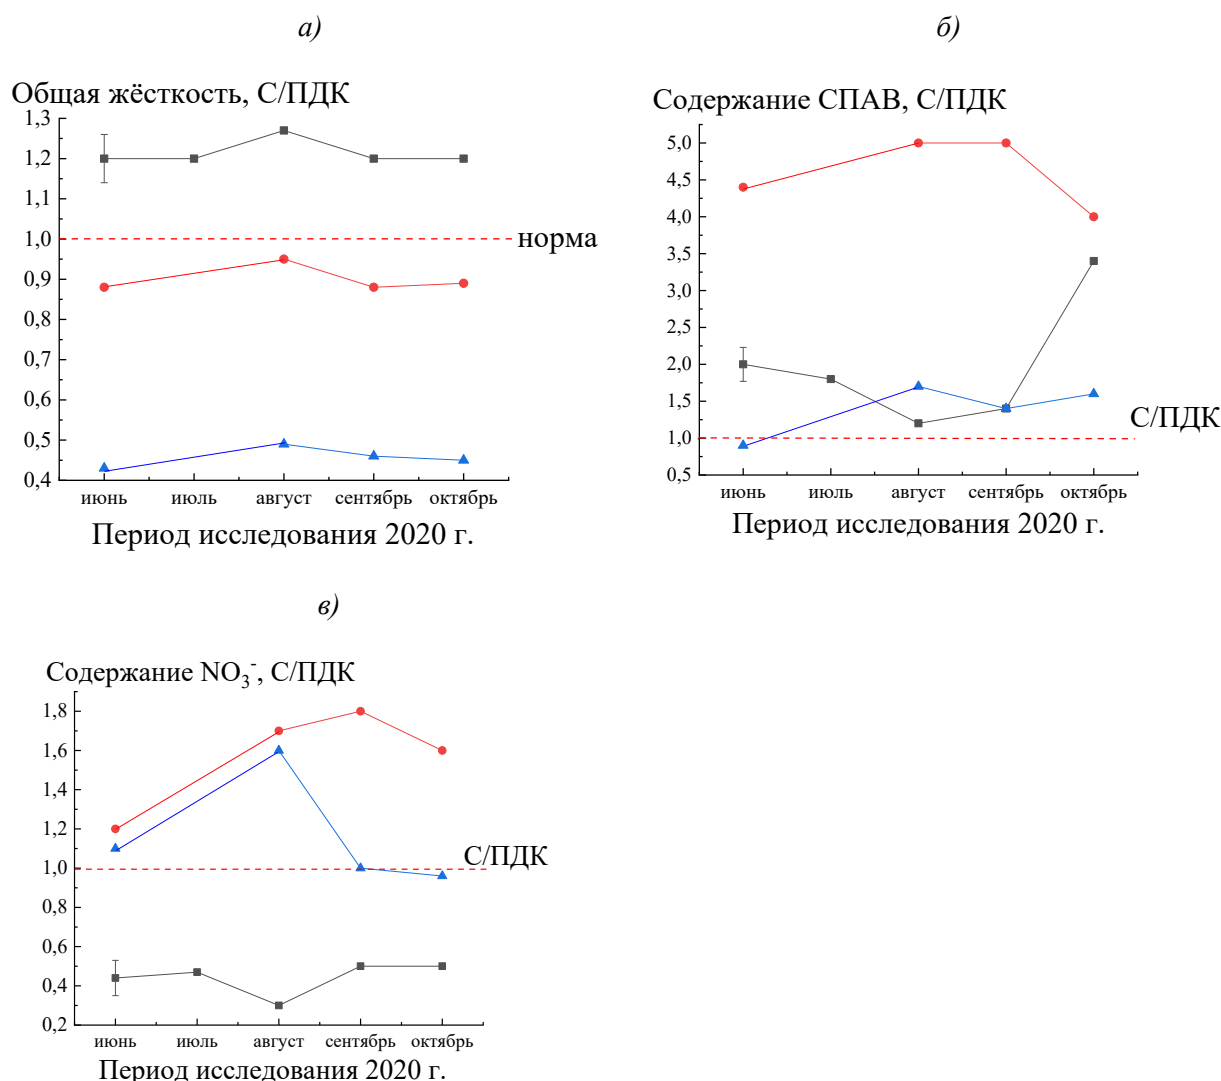 а)
Общая жёсткость, С/ПДК
1,3
1,2
1,1
1,0
0,9
0,8
0,7
0,6
0,5
0,4
норма
июнь июль август сентябрь октябрь
Период исследования 2020 г.
б)
Содержание СПАВ, С/ПДК
5,0
4,5
4,0
3,5
3,0
2,5
2,0
1,5
1,0
0,5
С/ПДК
июнь июль август сентябрь октябрь
Период исследования 2020 г.
в)
Содержание NO₃⁻, С/ПДК
1,8
1,6
1,4
1,2
1,0
0,8
0,6
0,4
0,2
С/ПДК
июнь июль август сентябрь октябрь
Период исследования 2020 г.